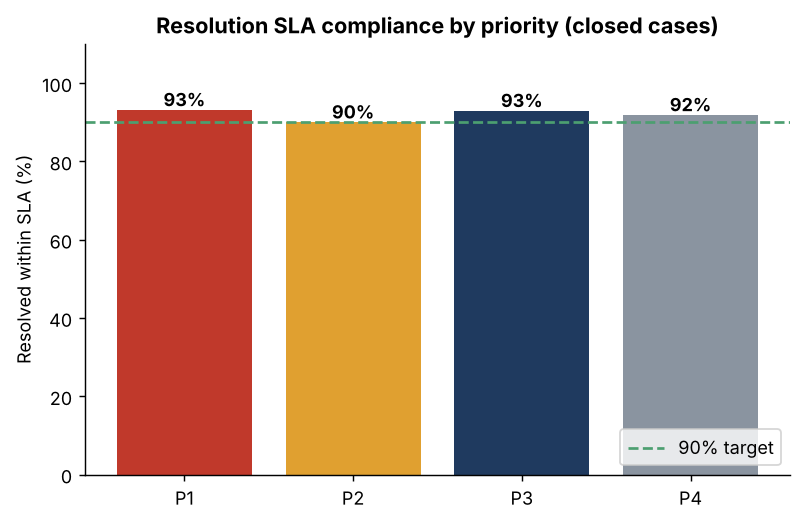 Resolution SLA compliance by priority (closed cases)
Resolved within SLA (%)
100
80
60
40
20
0
93%
90%
93%
92%
90% target
P1
P2
P3
P4